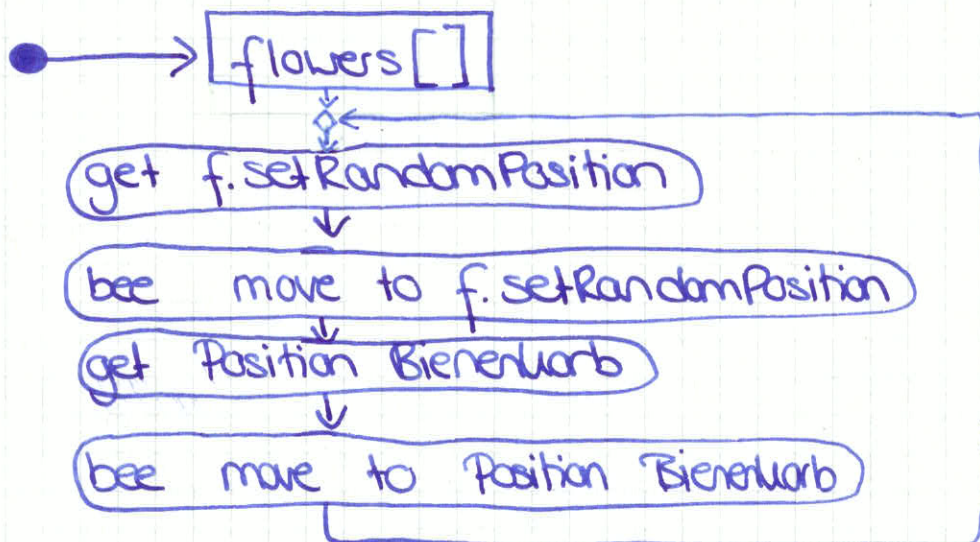 flowers[]
get f.setRandomPosition
bee move to f.setRandomPosition
get Position Bienenkorb
bee move to Position Bienenkorb